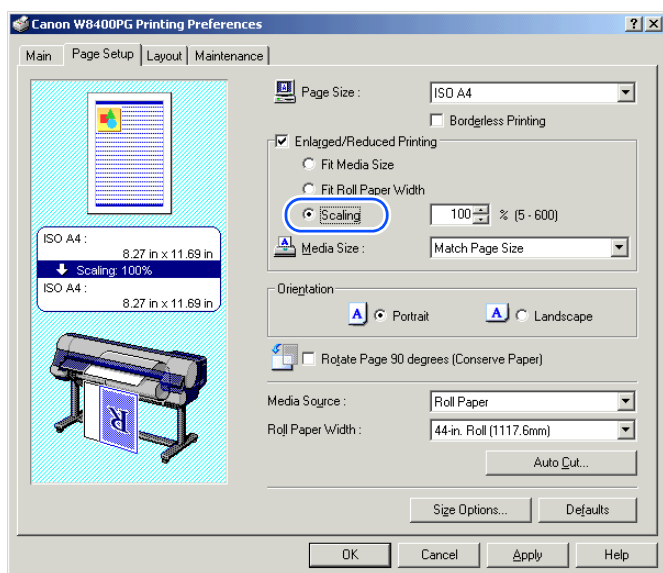 Canon W8400PG Printing Preferences
Main Page Setup Layout Maintenance
Page Size : ISO A4
Borderless Printing
Enlarged/Reduced Printing
Fit Media Size
Fit Roll Paper Width
Scaling 100 % (5 - 600)
Media Size : Match Page Size
ISO A4 :
8.27 in x 11.69 in
Scaling: 100%
ISO A4 :
8.27 in x 11.69 in
Orientation
A Portrait A Landscape
Rotate Page 90 degrees (Conserve Paper)
Media Source : Roll Paper
Roll Paper Width : 44-in. Roll (1117.6mm)
Auto Cut...
Size Options... Defaults
R
OK Cancel Apply Help